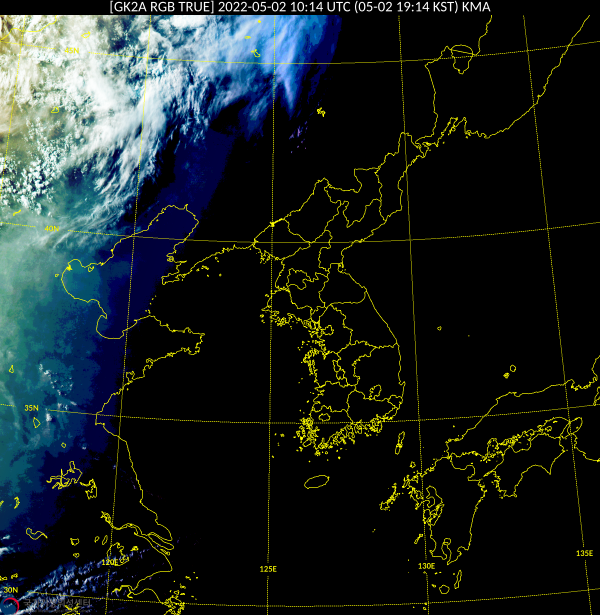 [GK2A RGB TRUE] 2022-05-02 10:14 UTC (05-02 19:14 KST) KMA
40N
35N
135E
120E
125E
130E
30N